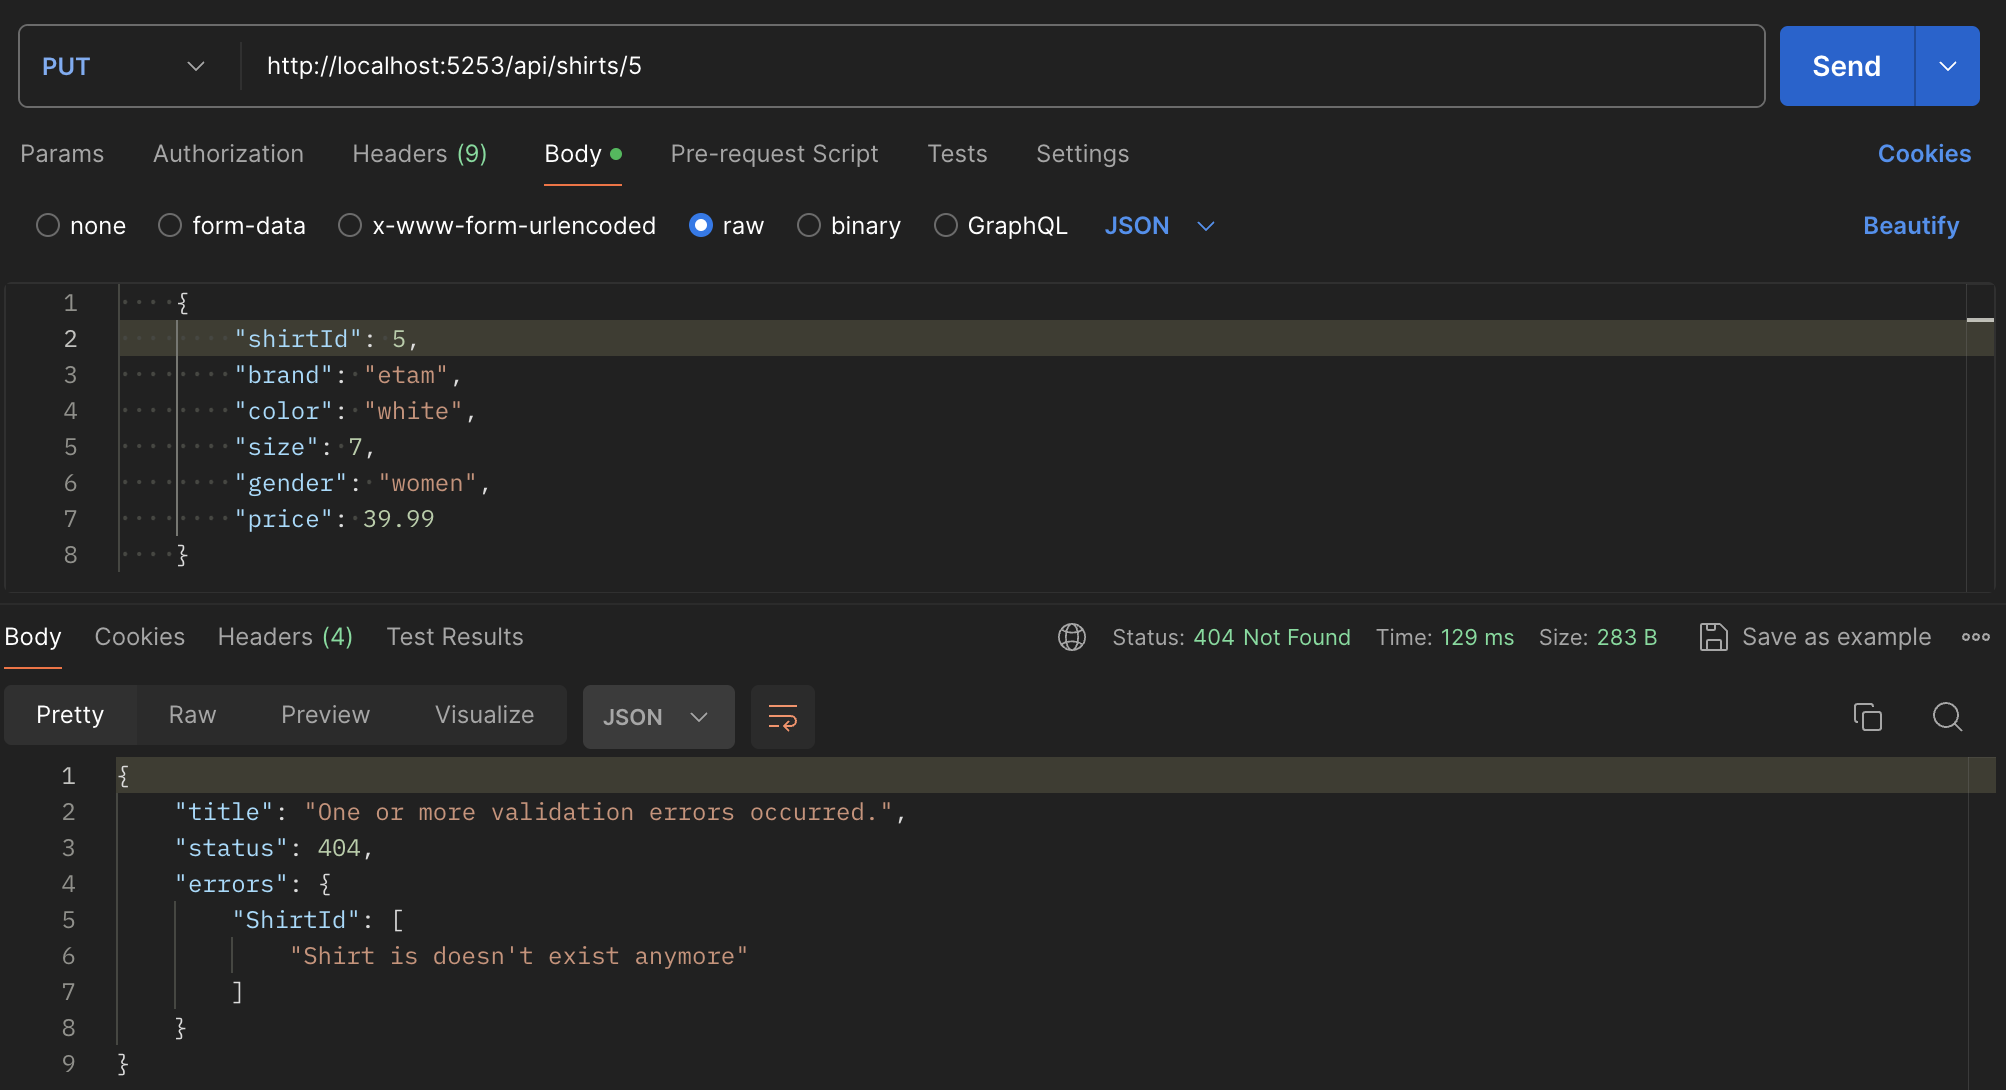 PUT http://localhost:5253/api/shirts/5 Send
Params Authorization Headers (9) Body Pre-request Script Tests Settings Cookies
none form-data x-www-form-urlencoded raw binary GraphQL JSON Beautify
1 {
2 "shirtId": 5,
3 "brand": "etam",
4 "color": "white",
5 "size": 7,
6 "gender": "women",
7 "price": 39.99
8 }
Body Cookies Headers (4) Test Results Status: 404 Not Found Time: 129 ms Size: 283 B Save as example
Pretty Raw Preview Visualize JSON
1 {
2 "title": "One or more validation errors occurred.",
3 "status": 404,
4 "errors": {
5 "ShirtId": [
6 "Shirt is doesn't exist anymore"
7 ]
8 }
9 }